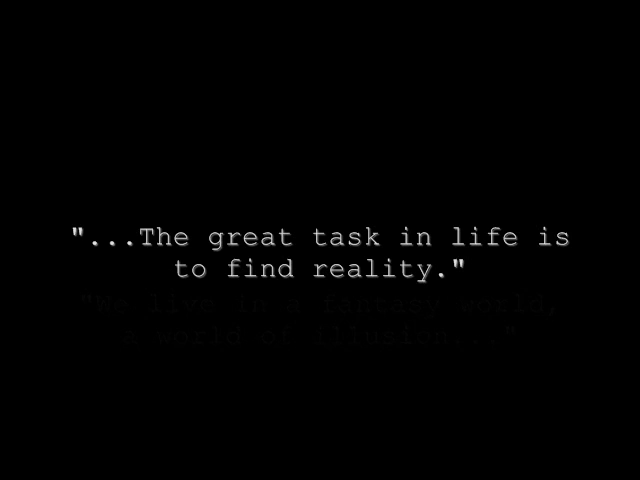 "...The great task in life is
to find reality."
"We live in a fantasy world,
a world of illusion..."